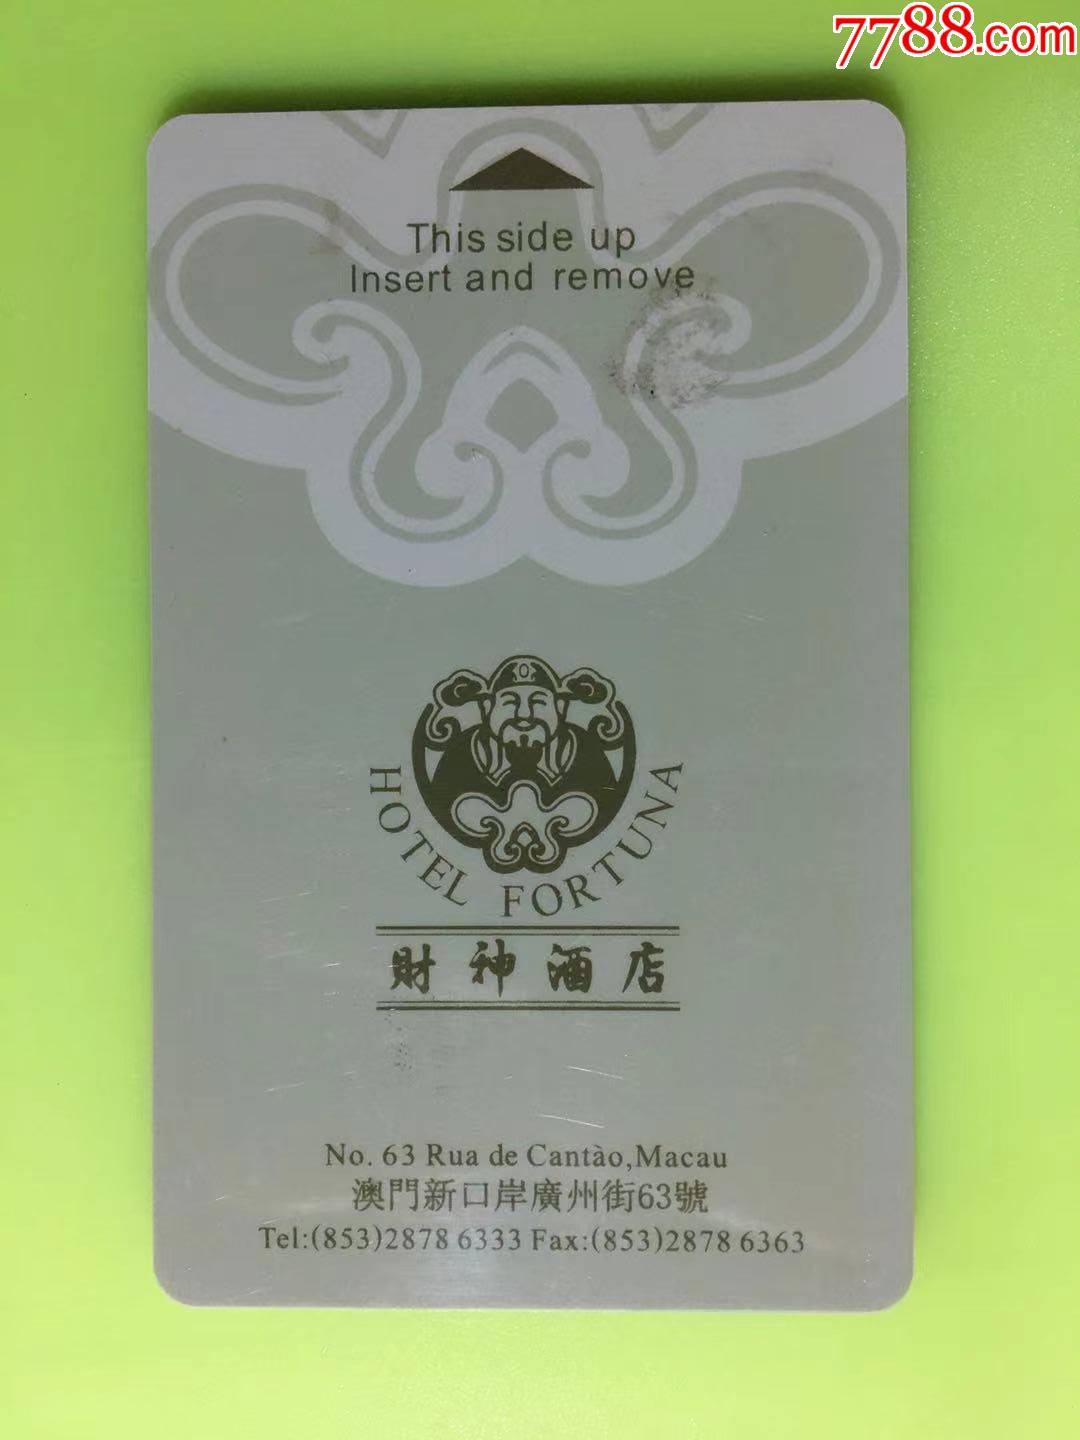 7788.com
This side up
Insert and remove
HOTEL FORTUNA
財神酒店
No. 63 Rua de Cantào,Macau
澳門新口岸廣州街63號
Tel:(853)2878 6333 Fax:(853)2878 6363